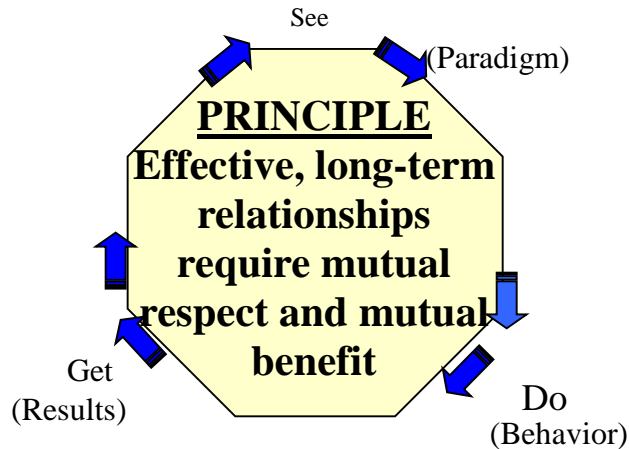 See
(Paradigm)
PRINCIPLE
Effective, long-term
relationships
require mutual
respect and mutual
benefit
Get
(Results)
Do
(Behavior)